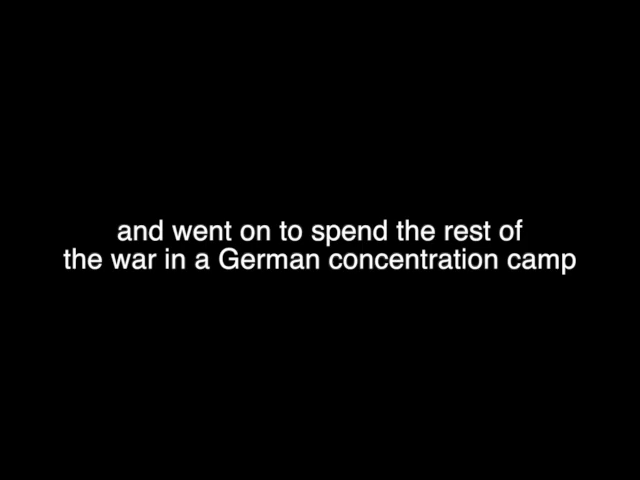 and went on to spend the rest of
the war in a German concentration camp